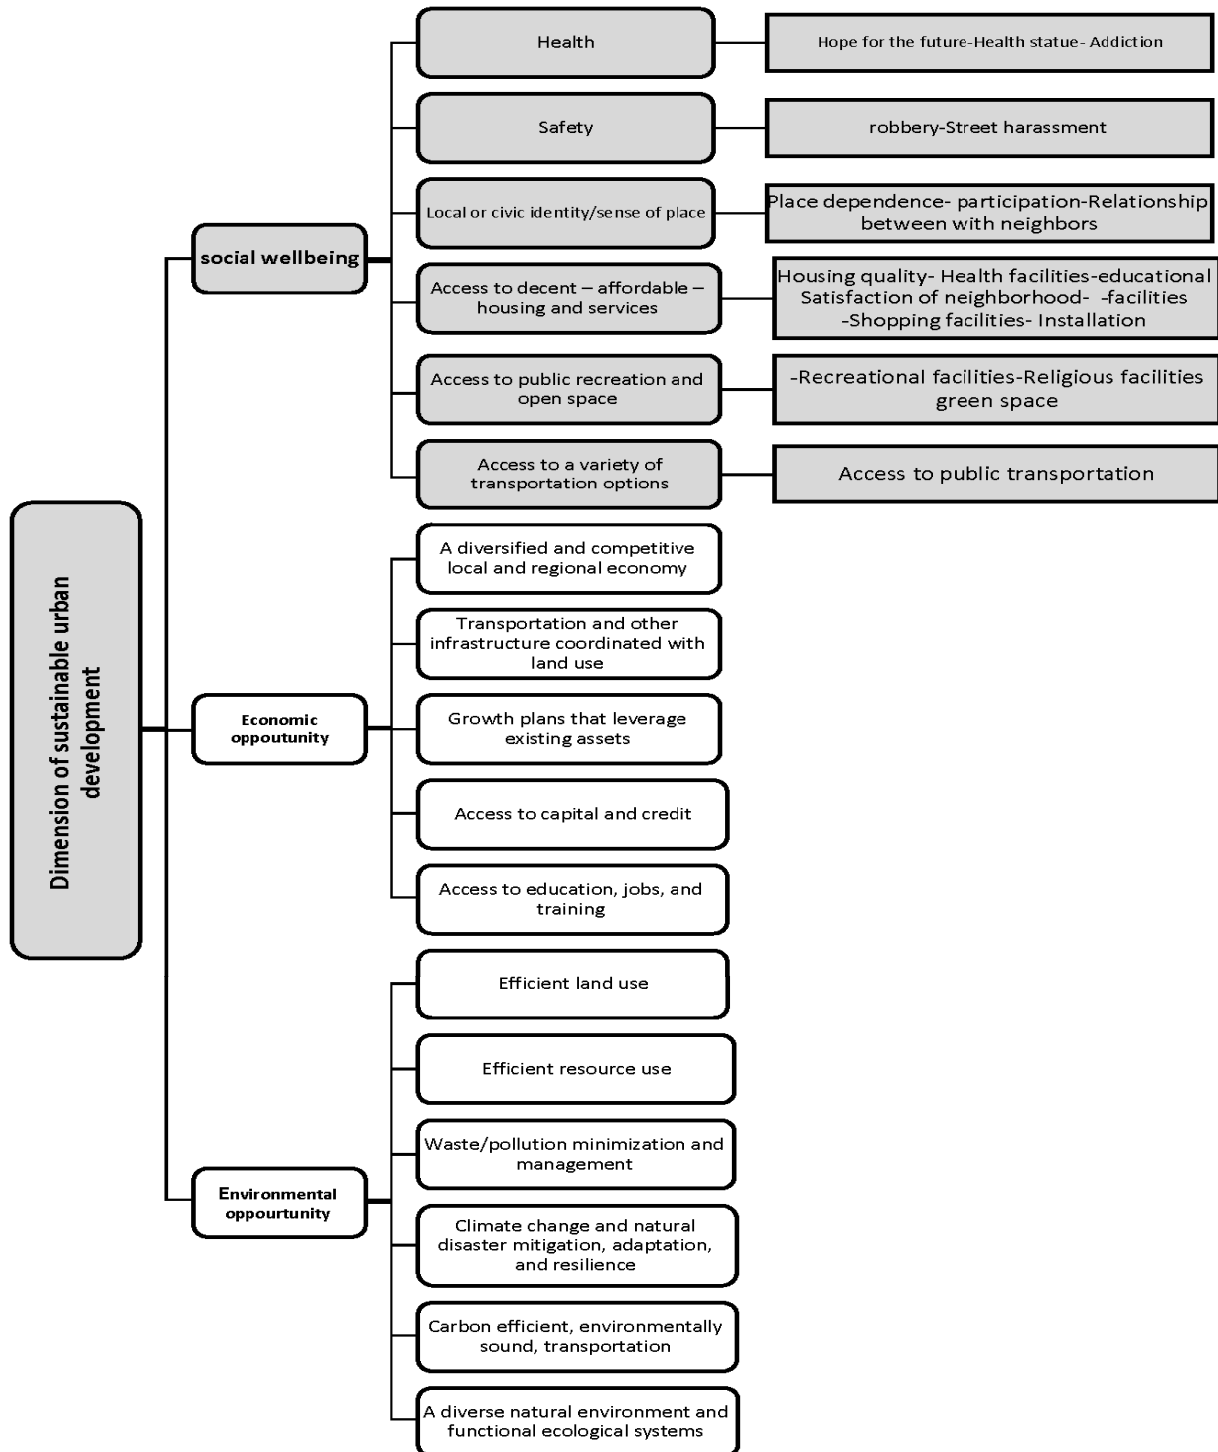 Dimension of sustainable urban
development
social wellbeing
Health
Hope for the future-Health statue- Addiction
Safety
robbery-Street harassment
Local or civic identity/sense of place
Place dependence- participation-Relationship
between with neighbors
Access to decent – affordable –
housing and services
Housing quality- Health facilities-educational
Satisfaction of neighborhood- -facilities
-Shopping facilities- Installation
Access to public recreation and
open space
-Recreational facilities-Religious facilities
green space
Access to a variety of
transportation options
Access to public transportation
Economic
oppoutunity
A diversified and competitive
local and regional economy
Transportation and other
infrastructure coordinated with
land use
Growth plans that leverage
existing assets
Access to capital and credit
Access to education, jobs, and
training
Environmental
oppourtunity
Efficient land use
Efficient resource use
Waste/pollution minimization and
management
Climate change and natural
disaster mitigation, adaptation,
and resilience
Carbon efficient, environmentally
sound, transportation
A diverse natural environment and
functional ecological systems